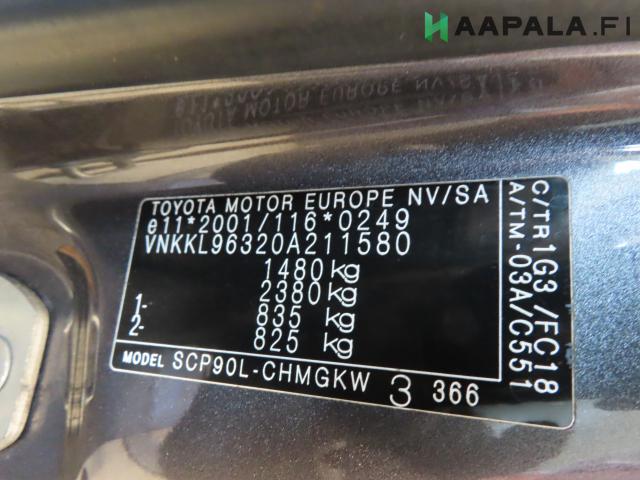 HAAPALA.FI
TOYOTA MOTOR EUROPE NV/SA
e11*2001/116*0249
VNKKL96320A211580
1480 kg
2380 kg
1- 835 kg
2- 825 kg
MODEL SCP90L-CHMGKW 3 366
C/TR1G3 /FC18
A/TM-03A/C551